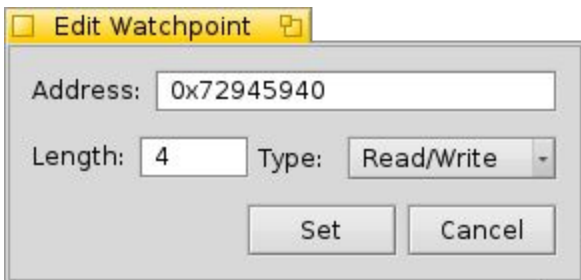 Edit Watchpoint
Address: 0x72945940
Length: 4 Type: Read/Write
Set Cancel